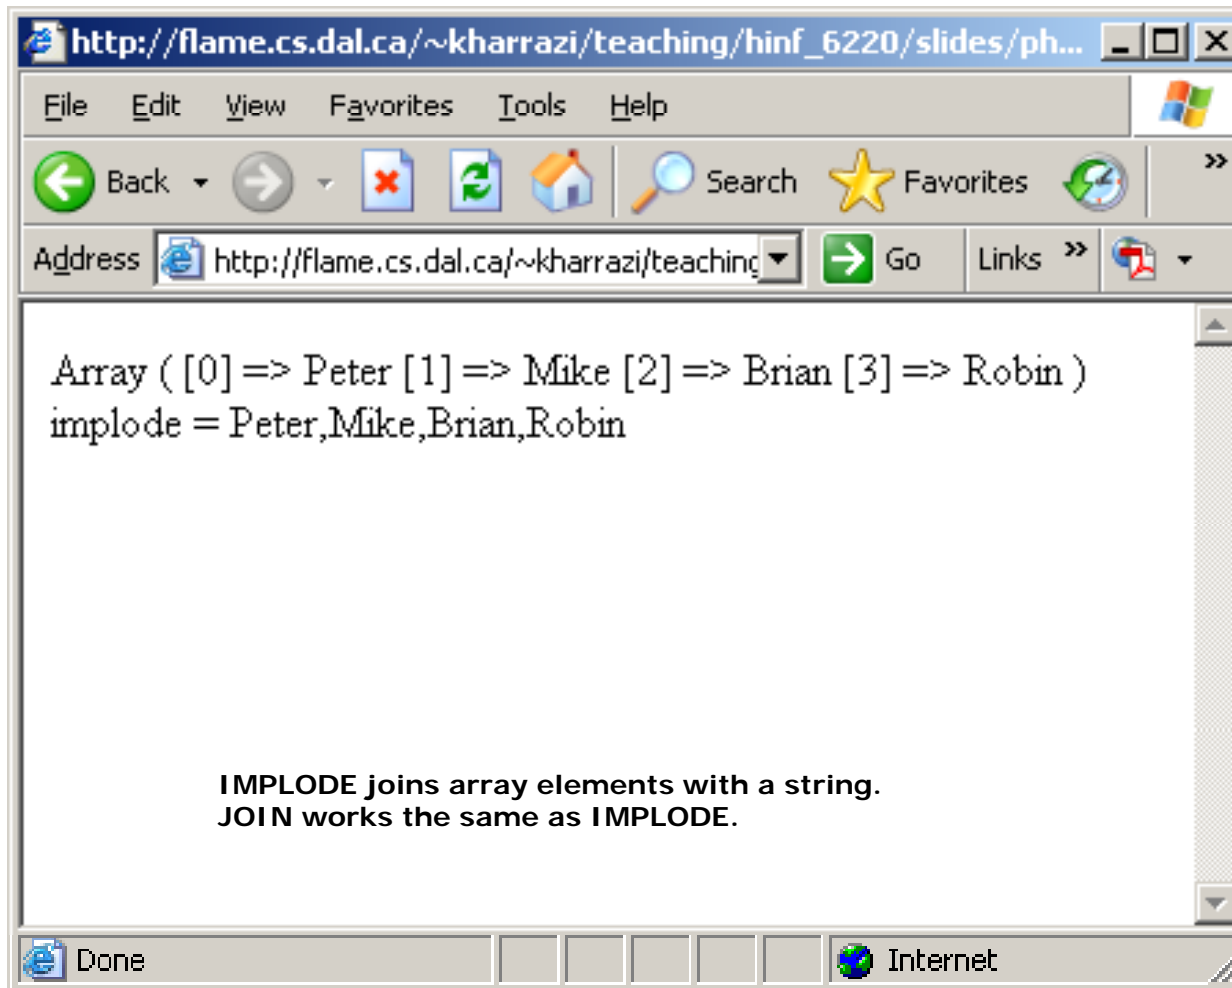 http://flame.cs.dal.ca/~kharrazi/teaching/hinf_6220/slides/ph...
File Edit View Favorites Tools Help
Back Search Favorites »
Address http://flame.cs.dal.ca/~kharrazi/teaching Go Links »
Array ( [0] => Peter [1] => Mike [2] => Brian [3] => Robin )
implode = Peter,Mike,Brian,Robin
IMPLODE joins array elements with a string.
JOIN works the same as IMPLODE.
Done Internet